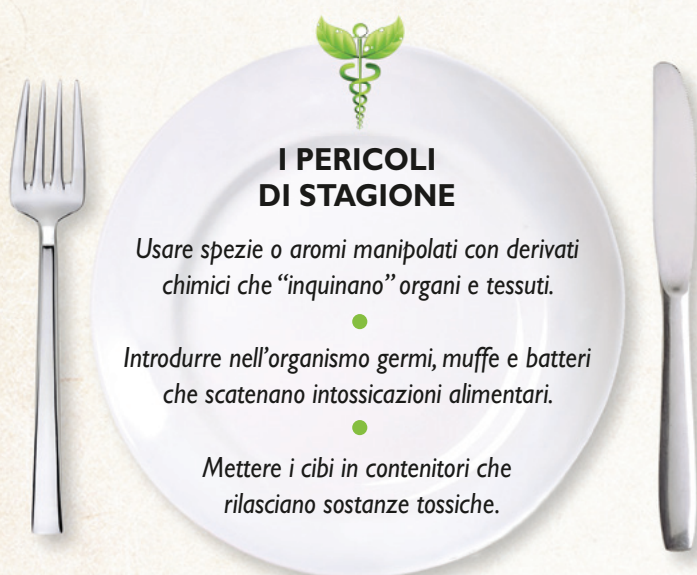 I PERICOLI
DI STAGIONE
Usare spezie o aromi manipolati con derivati
chimici che “inquinano” organi e tessuti.
Introdurre nell’organismo germi, muffe e batteri
che scatenano intossicazioni alimentari.
Mettere i cibi in contenitori che
rilasciano sostanze tossiche.